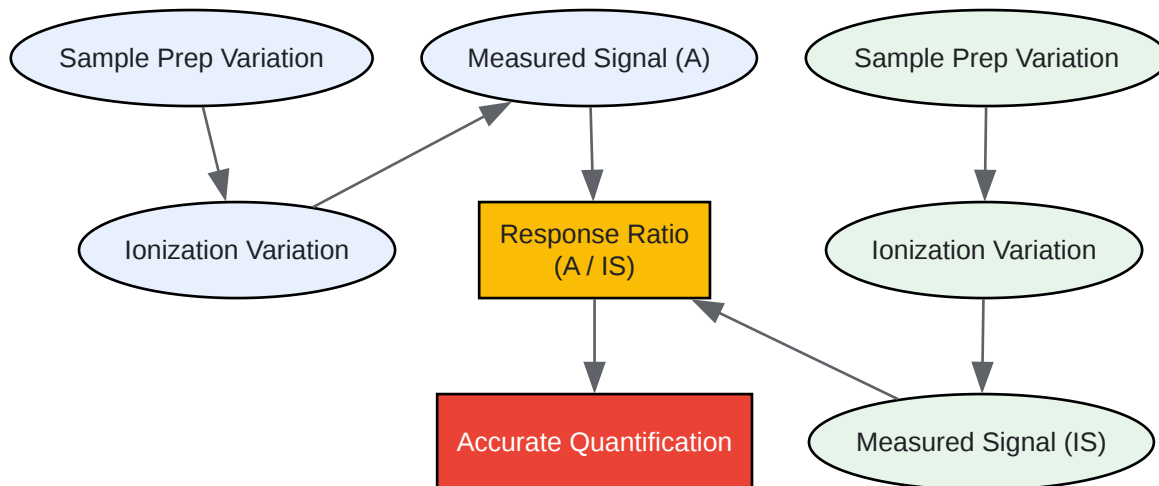 Sample Prep Variation
Measured Signal (A)
Sample Prep Variation
Ionization Variation
Response Ratio
(A / IS)
Ionization Variation
Accurate Quantification
Measured Signal (IS)